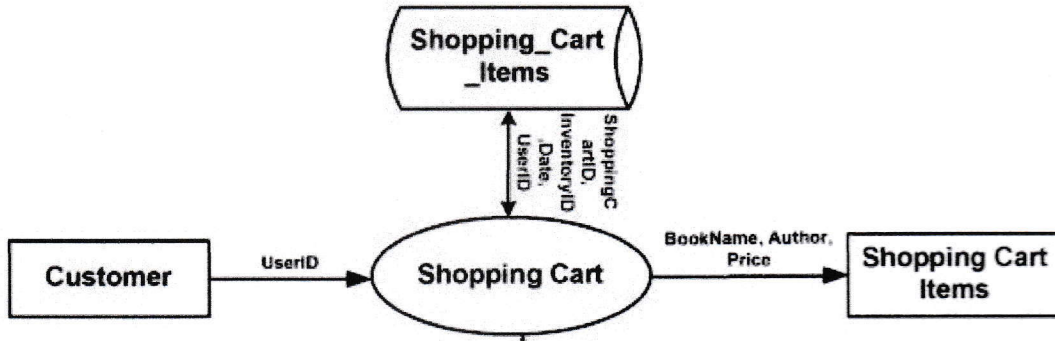 Shopping_Cart
_Items
ShoppingC
artID,
InventoryID
,Date,
UserID
Customer
UserID
Shopping Cart
BookName, Author,
Price
Shopping Cart
Items